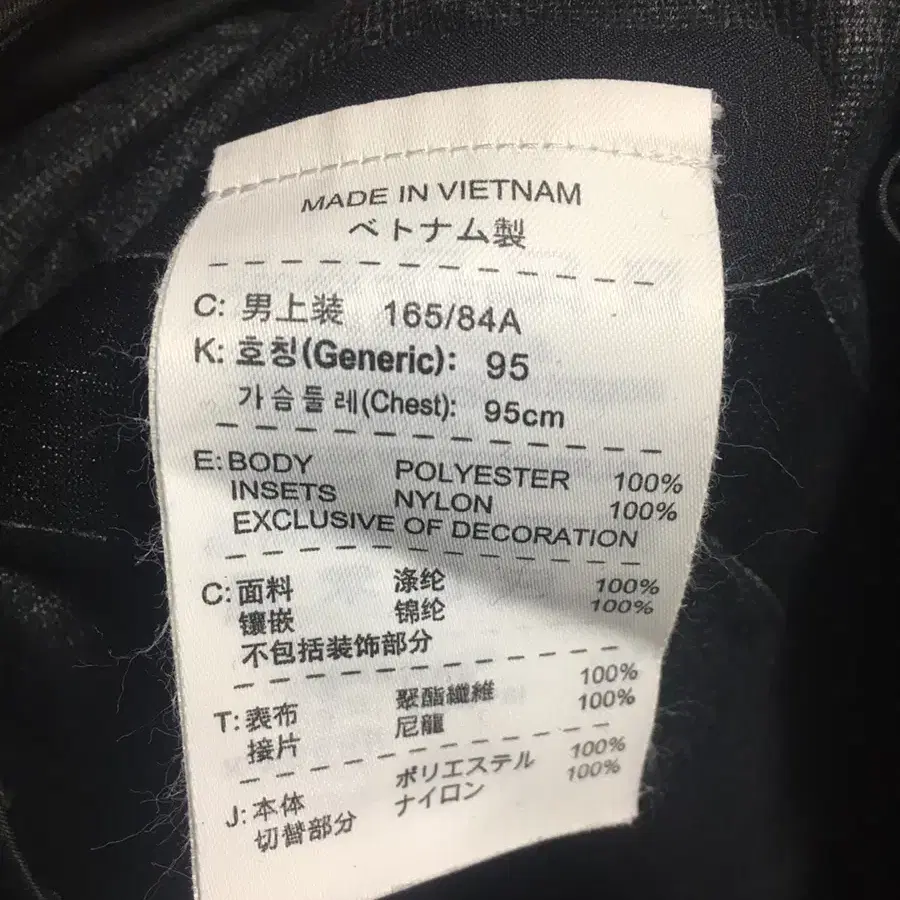 MADE IN VIETNAM
ベトナム製
C: 男上装 165/84A
K: 호칭(Generic): 95
가슴둘레(Chest): 95cm
E: BODY POLYESTER 100%
INSETS NYLON 100%
EXCLUSIVE OF DECORATION
C: 面料 涤纶 100%
镶嵌 锦纶 100%
不包括装饰部分
T: 表布 聚酯纖維 100%
接片 尼龍 100%
J: 本体 ポリエステル 100%
切替部分 ナイロン 100%